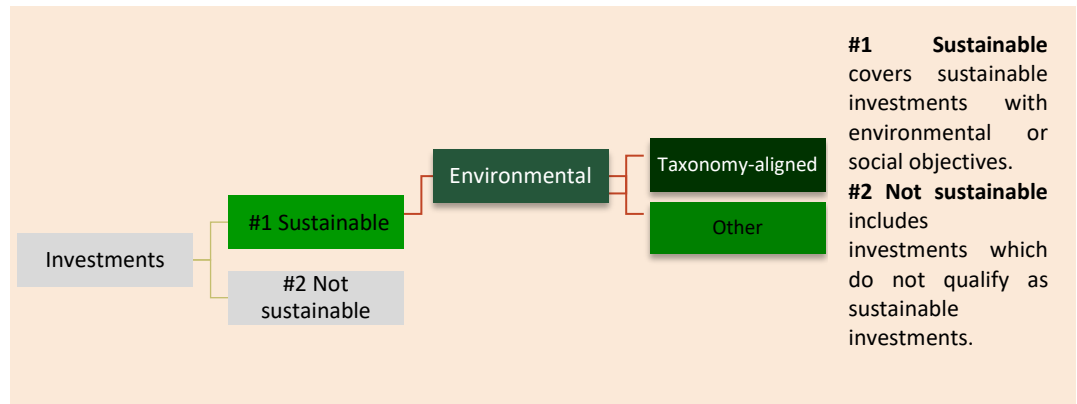 Investments
#1 Sustainable
#2 Not
sustainable
Environmental
Taxonomy-aligned
Other
#1 Sustainable
covers sustainable
investments with
environmental or
social objectives.
#2 Not sustainable
includes
investments which
do not qualify as
sustainable
investments.